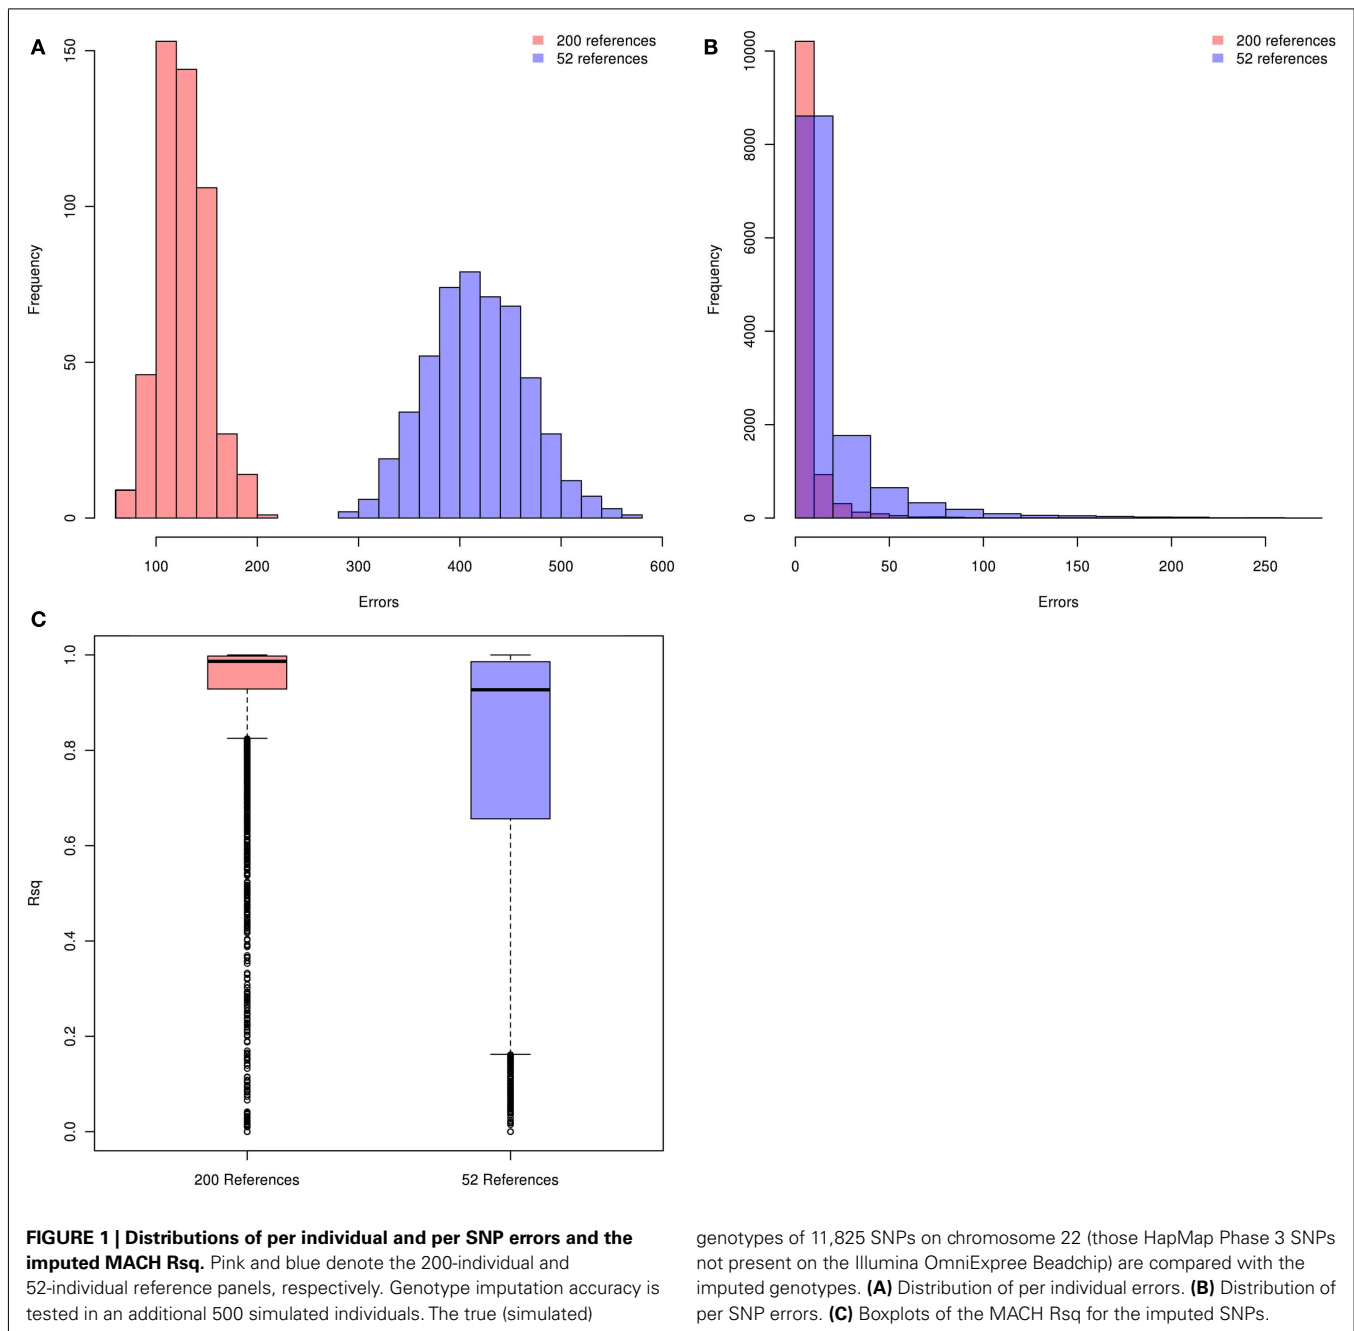 A
200 references
52 references
150
100
50
0
Frequency
100
200
300
400
500
600
Errors
B
200 references
52 references
10000
8000
6000
4000
2000
0
Frequency
0
50
100
150
200
250
Errors
C
1.0
0.8
0.6
0.4
0.2
0.0
Rsq
200 References
52 References
FIGURE 1 | Distributions of per individual and per SNP errors and the
imputed MACH Rsq. Pink and blue denote the 200-individual and
52-individual reference panels, respectively. Genotype imputation accuracy is
tested in an additional 500 simulated individuals. The true (simulated)
genotypes of 11,825 SNPs on chromosome 22 (those HapMap Phase 3 SNPs
not present on the Illumina OmniExpree Beadchip) are compared with the
imputed genotypes. (A) Distribution of per individual errors. (B) Distribution of
per SNP errors. (C) Boxplots of the MACH Rsq for the imputed SNPs.